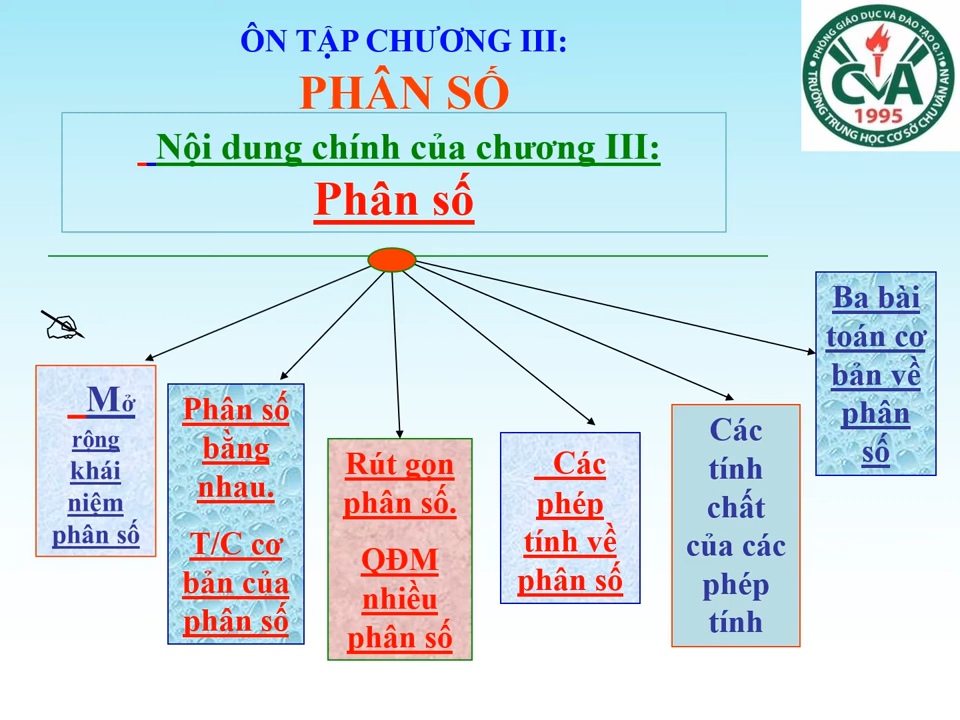 ÔN TẬP CHƯƠNG III:
PHÂN SỐ
Nội dung chính của chương III:
Phân số
PHÒNG GIÁO DỤC VÀ ĐÀO TẠO Q.11
TRƯỜNG TRUNG HỌC CƠ SỞ CHU VĂN AN
CVA
1995
Mở
rộng
khái
niệm
phân số
Phân số
bằng
nhau.
T/C cơ
bản của
phân số
Rút gọn
phân số.
QĐM
nhiều
phân số
Các
phép
tính về
phân số
Các
tính
chất
của các
phép
tính
Ba bài
toán cơ
bản về
phân
số